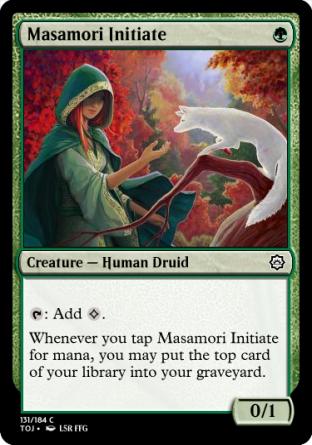 Masamori Initiate
Creature — Human Druid
: Add .
Whenever you tap Masamori Initiate
for mana, you may put the top card
of your library into your graveyard.
0/1
131/184 C
TOJ • LSR FFG